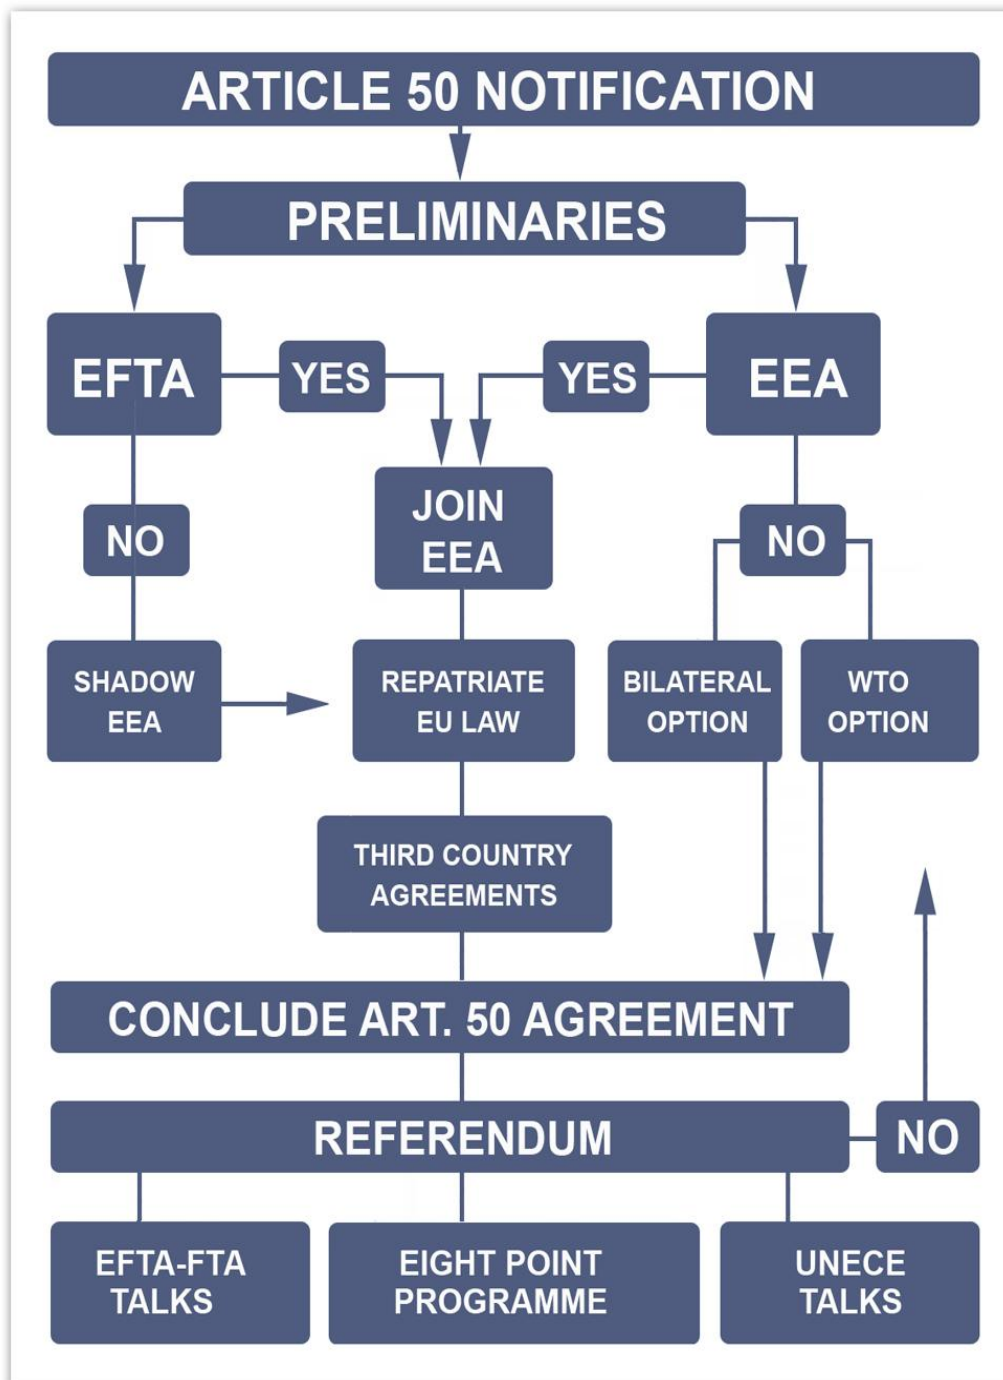 ARTICLE 50 NOTIFICATION
PRELIMINARIES
EFTA
YES
YES
EEA
JOIN
EEA
NO
NO
SHADOW
EEA
REPATRIATE
EU LAW
BILATERAL
OPTION
WTO
OPTION
THIRD COUNTRY
AGREEMENTS
CONCLUDE ART. 50 AGREEMENT
REFERENDUM
NO
EFTA-FTA
TALKS
EIGHT POINT
PROGRAMME
UNECE
TALKS